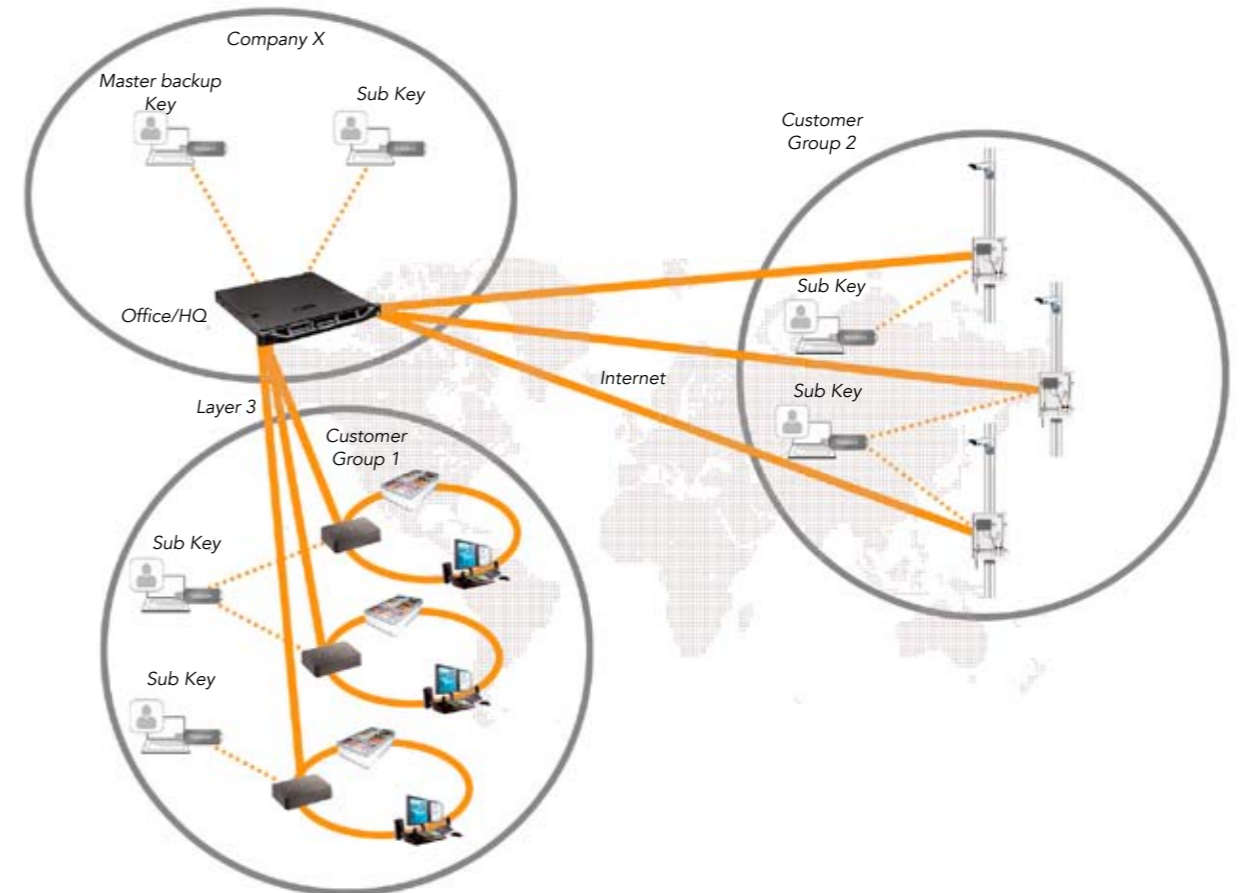 Company X
Master backup
Key
Sub Key
Office/HQ
Customer
Group 2
Sub Key
Sub Key
Internet
Layer 3
Customer
Group 1
Sub Key
Sub Key